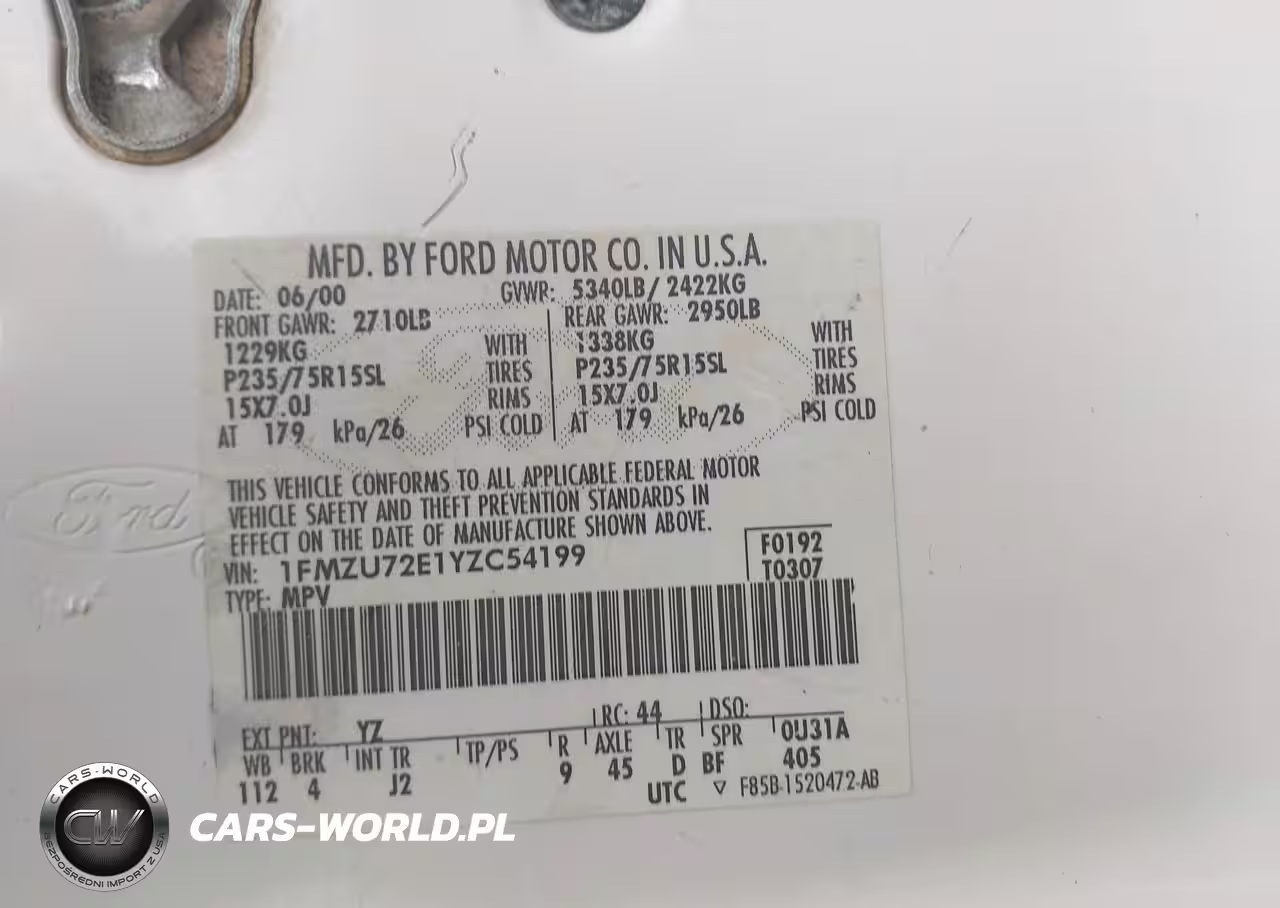 MFD. BY FORD MOTOR CO. IN U.S.A.
DATE: 06/00 GVWR: 5340LB/ 2422KG
FRONT GAWR: 2710LB REAR GAWR: 2950LB
1229KG WITH 1338KG WITH
P235/75R15SL TIRES P235/75R15SL TIRES
15X7.0J RIMS 15X7.0J RIMS
AT 179 kPa/26 PSI COLD AT 179 kPa/26 PSI COLD
THIS VEHICLE CONFORMS TO ALL APPLICABLE FEDERAL MOTOR
VEHICLE SAFETY AND THEFT PREVENTION STANDARDS IN
EFFECT ON THE DATE OF MANUFACTURE SHOWN ABOVE.
VIN: 1FMZU72E1YZC54199 F0192
TYPE: MPV T0307
Ford
EXT PNT: YZ RC: 44 DSO:
WB BRK INT TR TP/PS R AXLE TR SPR 0U31A
112 4 J2 9 45 D BF 405
UTC ▽ F85B-1520472-AB
CARS-WORLD
CW
BEZPOŚREDNI IMPORT Z USA
CARS-WORLD.PL